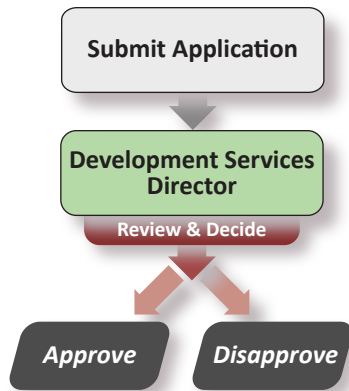 Submit Application
Development Services
Director
Review & Decide
Approve
Disapprove